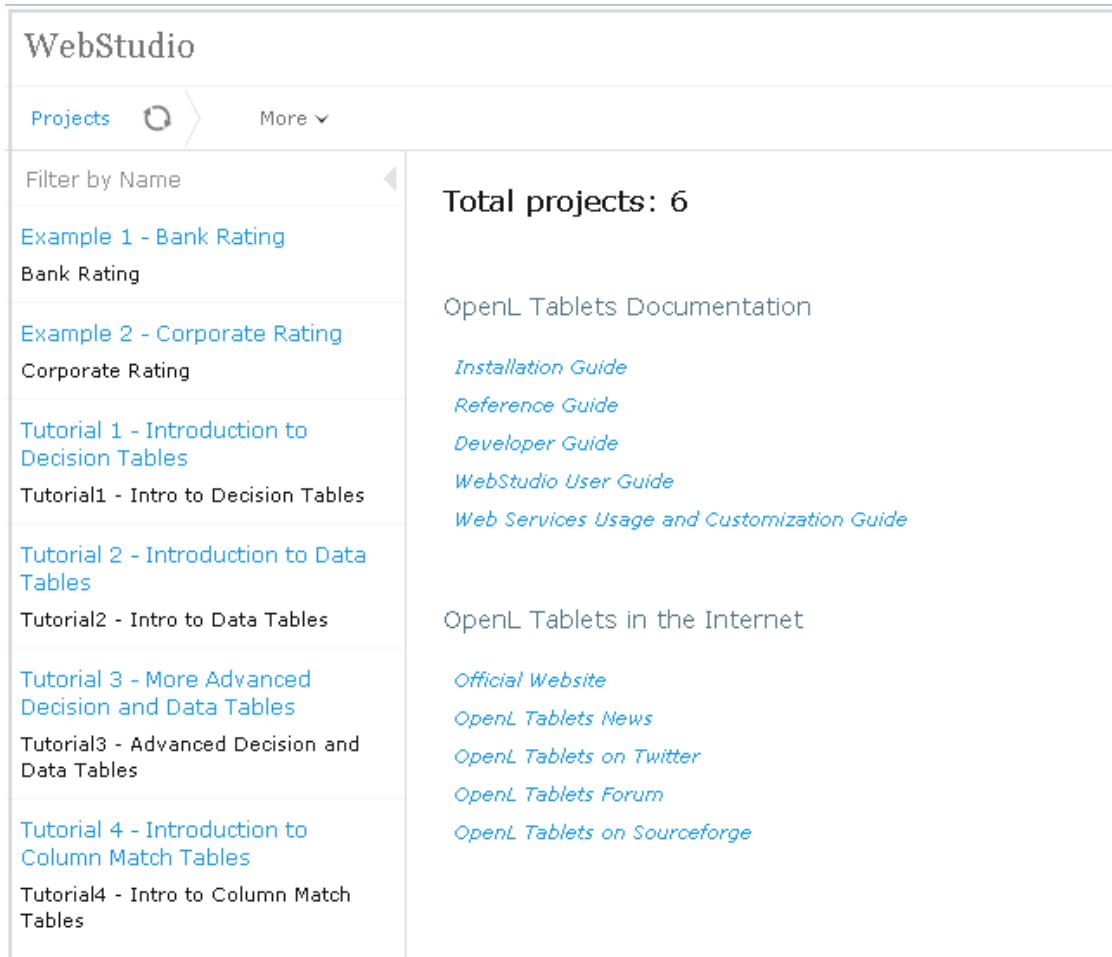 WebStudio
Projects
More
Filter by Name
Example 1 - Bank Rating
Bank Rating
Example 2 - Corporate Rating
Corporate Rating
Tutorial 1 - Introduction to
Decision Tables
Tutorial1 - Intro to Decision Tables
Tutorial 2 - Introduction to Data
Tables
Tutorial2 - Intro to Data Tables
Tutorial 3 - More Advanced
Decision and Data Tables
Tutorial3 - Advanced Decision and
Data Tables
Tutorial 4 - Introduction to
Column Match Tables
Tutorial4 - Intro to Column Match
Tables
Total projects: 6
OpenL Tablets Documentation
Installation Guide
Reference Guide
Developer Guide
WebStudio User Guide
Web Services Usage and Customization Guide
OpenL Tablets in the Internet
Official Website
OpenL Tablets News
OpenL Tablets on Twitter
OpenL Tablets Forum
OpenL Tablets on Sourceforge